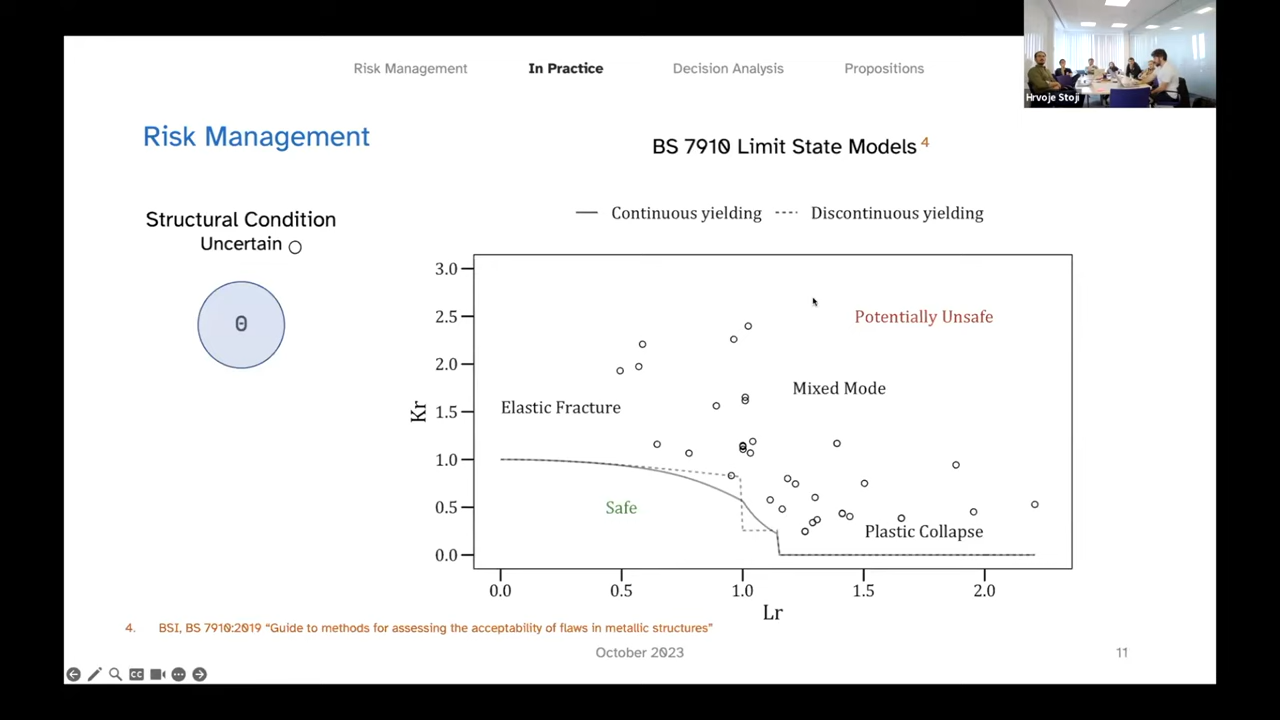 Risk Management In Practice Decision Analysis Propositions
Hrvoje Stoji
Risk Management
BS 7910 Limit State Models 4
Structural Condition
Uncertain
0
Continuous yielding Discontinuous yielding
3.0
2.5
2.0
1.5
1.0
0.5
0.0
Kr
Potentially Unsafe
Mixed Mode
Elastic Fracture
Safe
Plastic Collapse
0.0 0.5 1.0 1.5 2.0
Lr
4. BSI, BS 7910:2019 “Guide to methods for assessing the acceptability of flaws in metallic structures”
October 2023
11
CC